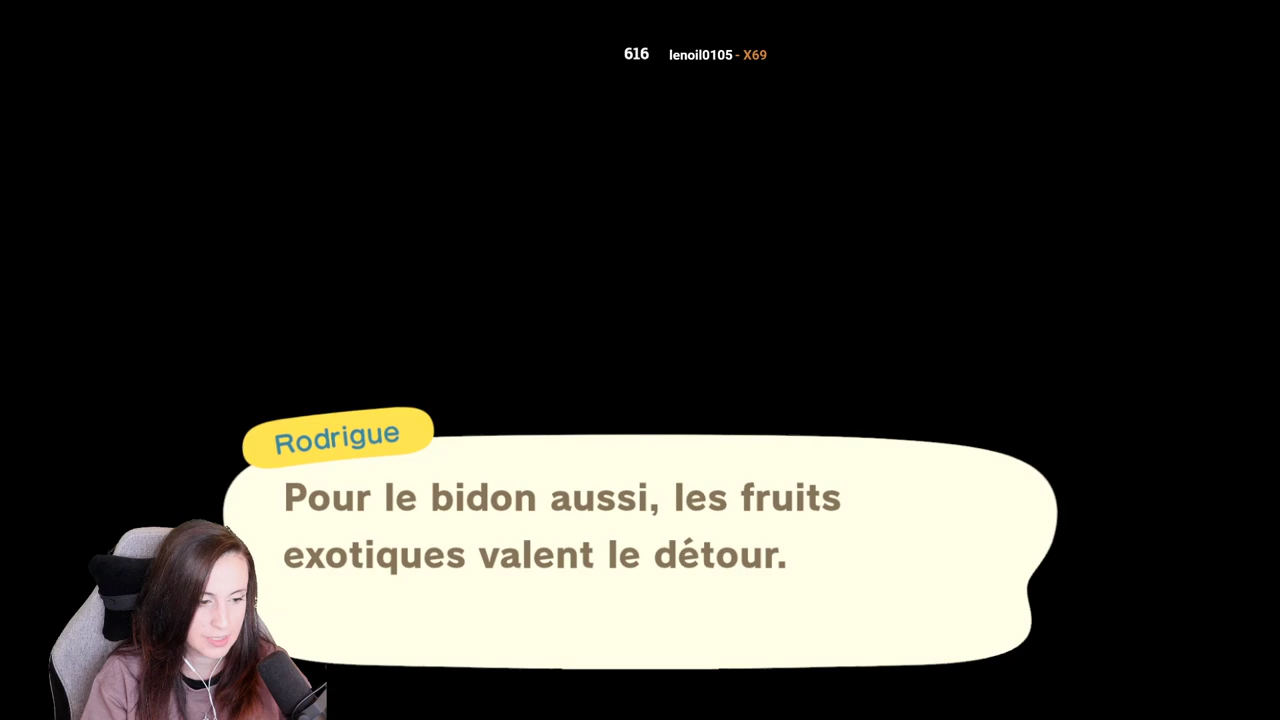 616 lenoil0105 - X69
Rodrigue
Pour le bidon aussi, les fruits
exotiques valent le détour.